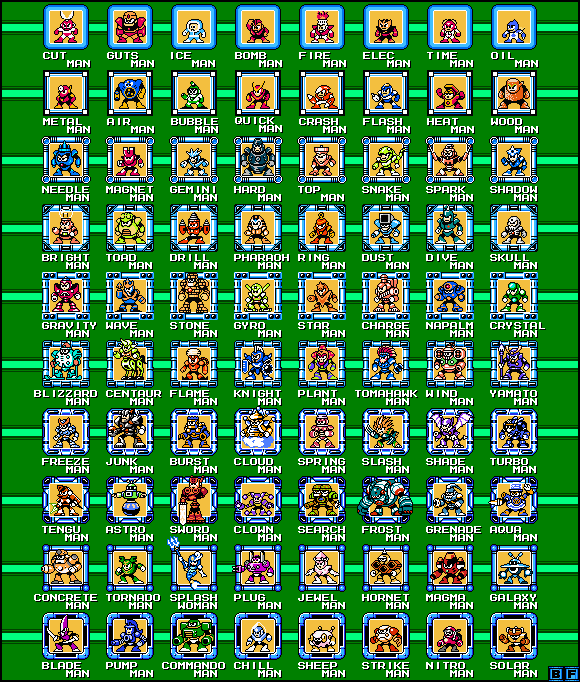 CUT MAN GUTS MAN ICE MAN BOMB MAN FIRE MAN ELEC MAN TIME MAN OIL MAN
METAL MAN AIR MAN BUBBLE MAN QUICK MAN CRASH MAN FLASH MAN HEAT MAN WOOD MAN
NEEDLE MAN MAGNET MAN GEMINI MAN HARD MAN TOP MAN SNAKE MAN SPARK MAN SHADOW MAN
BRIGHT MAN TOAD MAN DRILL MAN PHARAOH MAN RING MAN DUST MAN DIVE MAN SKULL MAN
GRAVITY MAN WAVE MAN STONE MAN GYRO MAN STAR MAN CHARGE MAN NAPALM MAN CRYSTAL MAN
BLIZZARD MAN CENTAUR MAN FLAME MAN KNIGHT MAN PLANT MAN TOMAHAWK MAN WIND MAN YAMATO MAN
FREEZE MAN JUNK MAN BURST MAN CLOUD MAN SPRING MAN SLASH MAN SHADE MAN TURBO MAN
TENGU MAN ASTRO MAN SWORD MAN CLOWN MAN SEARCH MAN FROST MAN GRENADE MAN AQUA MAN
CONCRETE MAN TORNADO MAN SPLASH WOMAN PLUG MAN JEWEL MAN HORNET MAN MAGMA MAN GALAXY MAN
BLADE MAN PUMP MAN COMMANDO MAN CHILL MAN SHEEP MAN STRIKE MAN NITRO MAN SOLAR MAN
B F